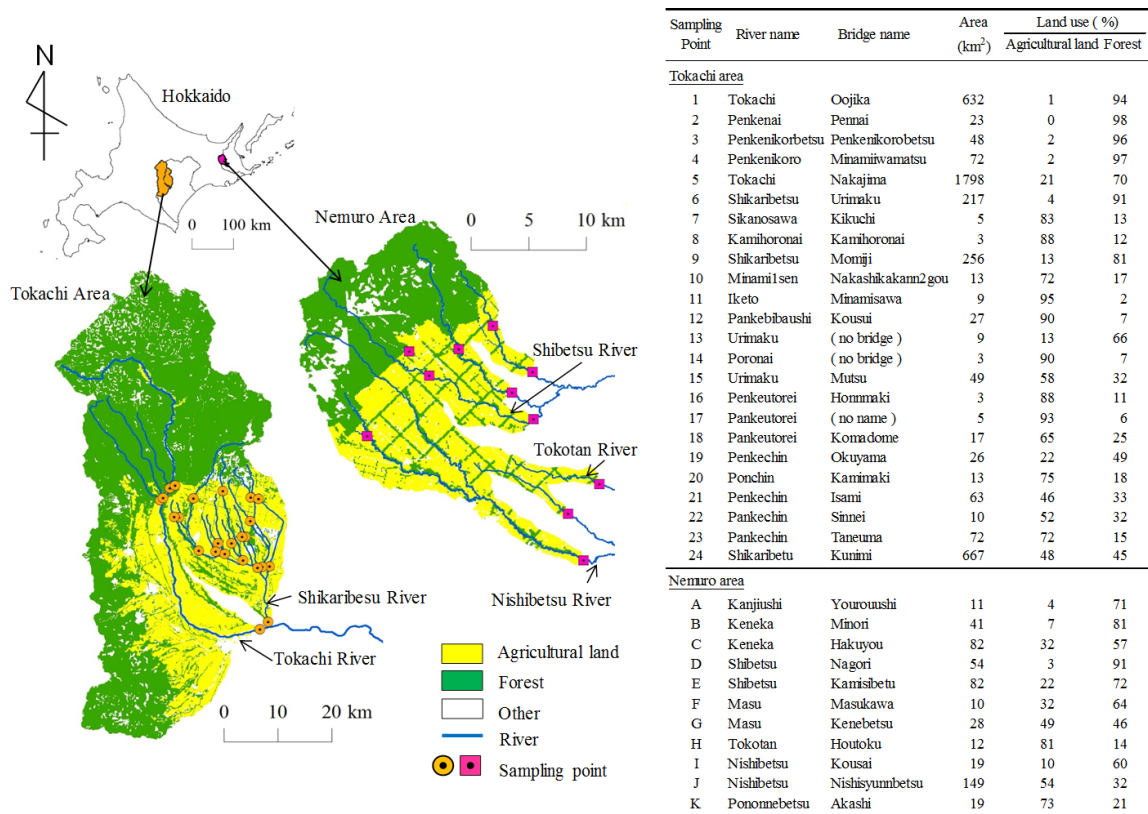 N
Hokkaido
0 100 km
Nemuro Area
0 5 10 km
Tokachi Area
Shibetsu River
Tokotan River
Shikaribesu River
Nishibetsu River
Tokachi River
Agricultural land
Forest
Other
River
Sampling point
0 10 20 km
Sampling Point River name Bridge name Area (km²) Land use ( %)
Agricultural land Forest
Tokachi area
1 Tokachi Oojika 632 1 94
2 Penkenai Pennai 23 0 98
3 Penkenikorbetsu Penkenikorobetsu 48 2 96
4 Penkenikoro Minamiiwamatsu 72 2 97
5 Tokachi Nakajima 1798 21 70
6 Shikaribetsu Urimaku 217 4 91
7 Sikanosawa Kikuchi 5 83 13
8 Kamihoronai Kamihoronai 3 88 12
9 Shikaribetsu Momiji 256 13 81
10 Minami1sen Nakashikakann2gou 13 72 17
11 Iketo Minamisawa 9 95 2
12 Pankebibaushi Kousui 27 90 7
13 Urimaku ( no bridge ) 9 13 66
14 Poronai (no bridge ) 3 90 7
15 Urimaku Mutsu 49 58 32
16 Penkeutorei Honnmaki 3 88 11
17 Pankeutorei ( no name ) 5 93 6
18 Pankeutorei Komadome 17 65 25
19 Penkechin Okuyama 26 22 49
20 Ponchin Kamimaki 13 75 18
21 Penkechin Isami 63 46 33
22 Pankechin Sinnei 10 52 32
23 Pankechin Taneuma 72 72 15
24 Shikaribetu Kunimi 667 48 45
Nemuro area
A Kanjiushi Yourouushi 11 4 71
B Keneka Minori 41 7 81
C Keneka Hakuyou 82 32 57
D Shibetsu Nagori 54 3 91
E Shibetsu Kamisibetu 82 22 72
F Masu Masukawa 10 32 64
G Masu Kenebetsu 28 49 46
H Tokotan Houtoku 12 81 14
I Nishibetsu Kousai 19 10 60
J Nishibetsu Nishisyunnbetsu 149 54 32
K Pononnebetsu Akashi 19 73 21